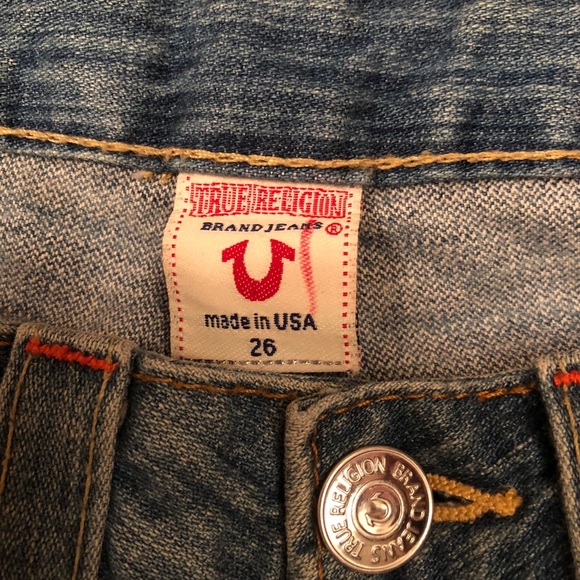 TRUE RELIGION
BRAND JEANS ®
made in USA
26
TRUE RELIGION BRAND JEANS